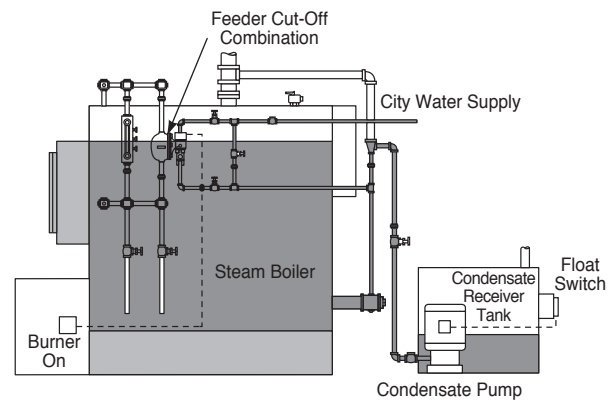 Feeder Cut-Off
Combination
City Water Supply
Steam Boiler
Condensate
Receiver
Tank
Float
Switch
Burner
On
Condensate Pump